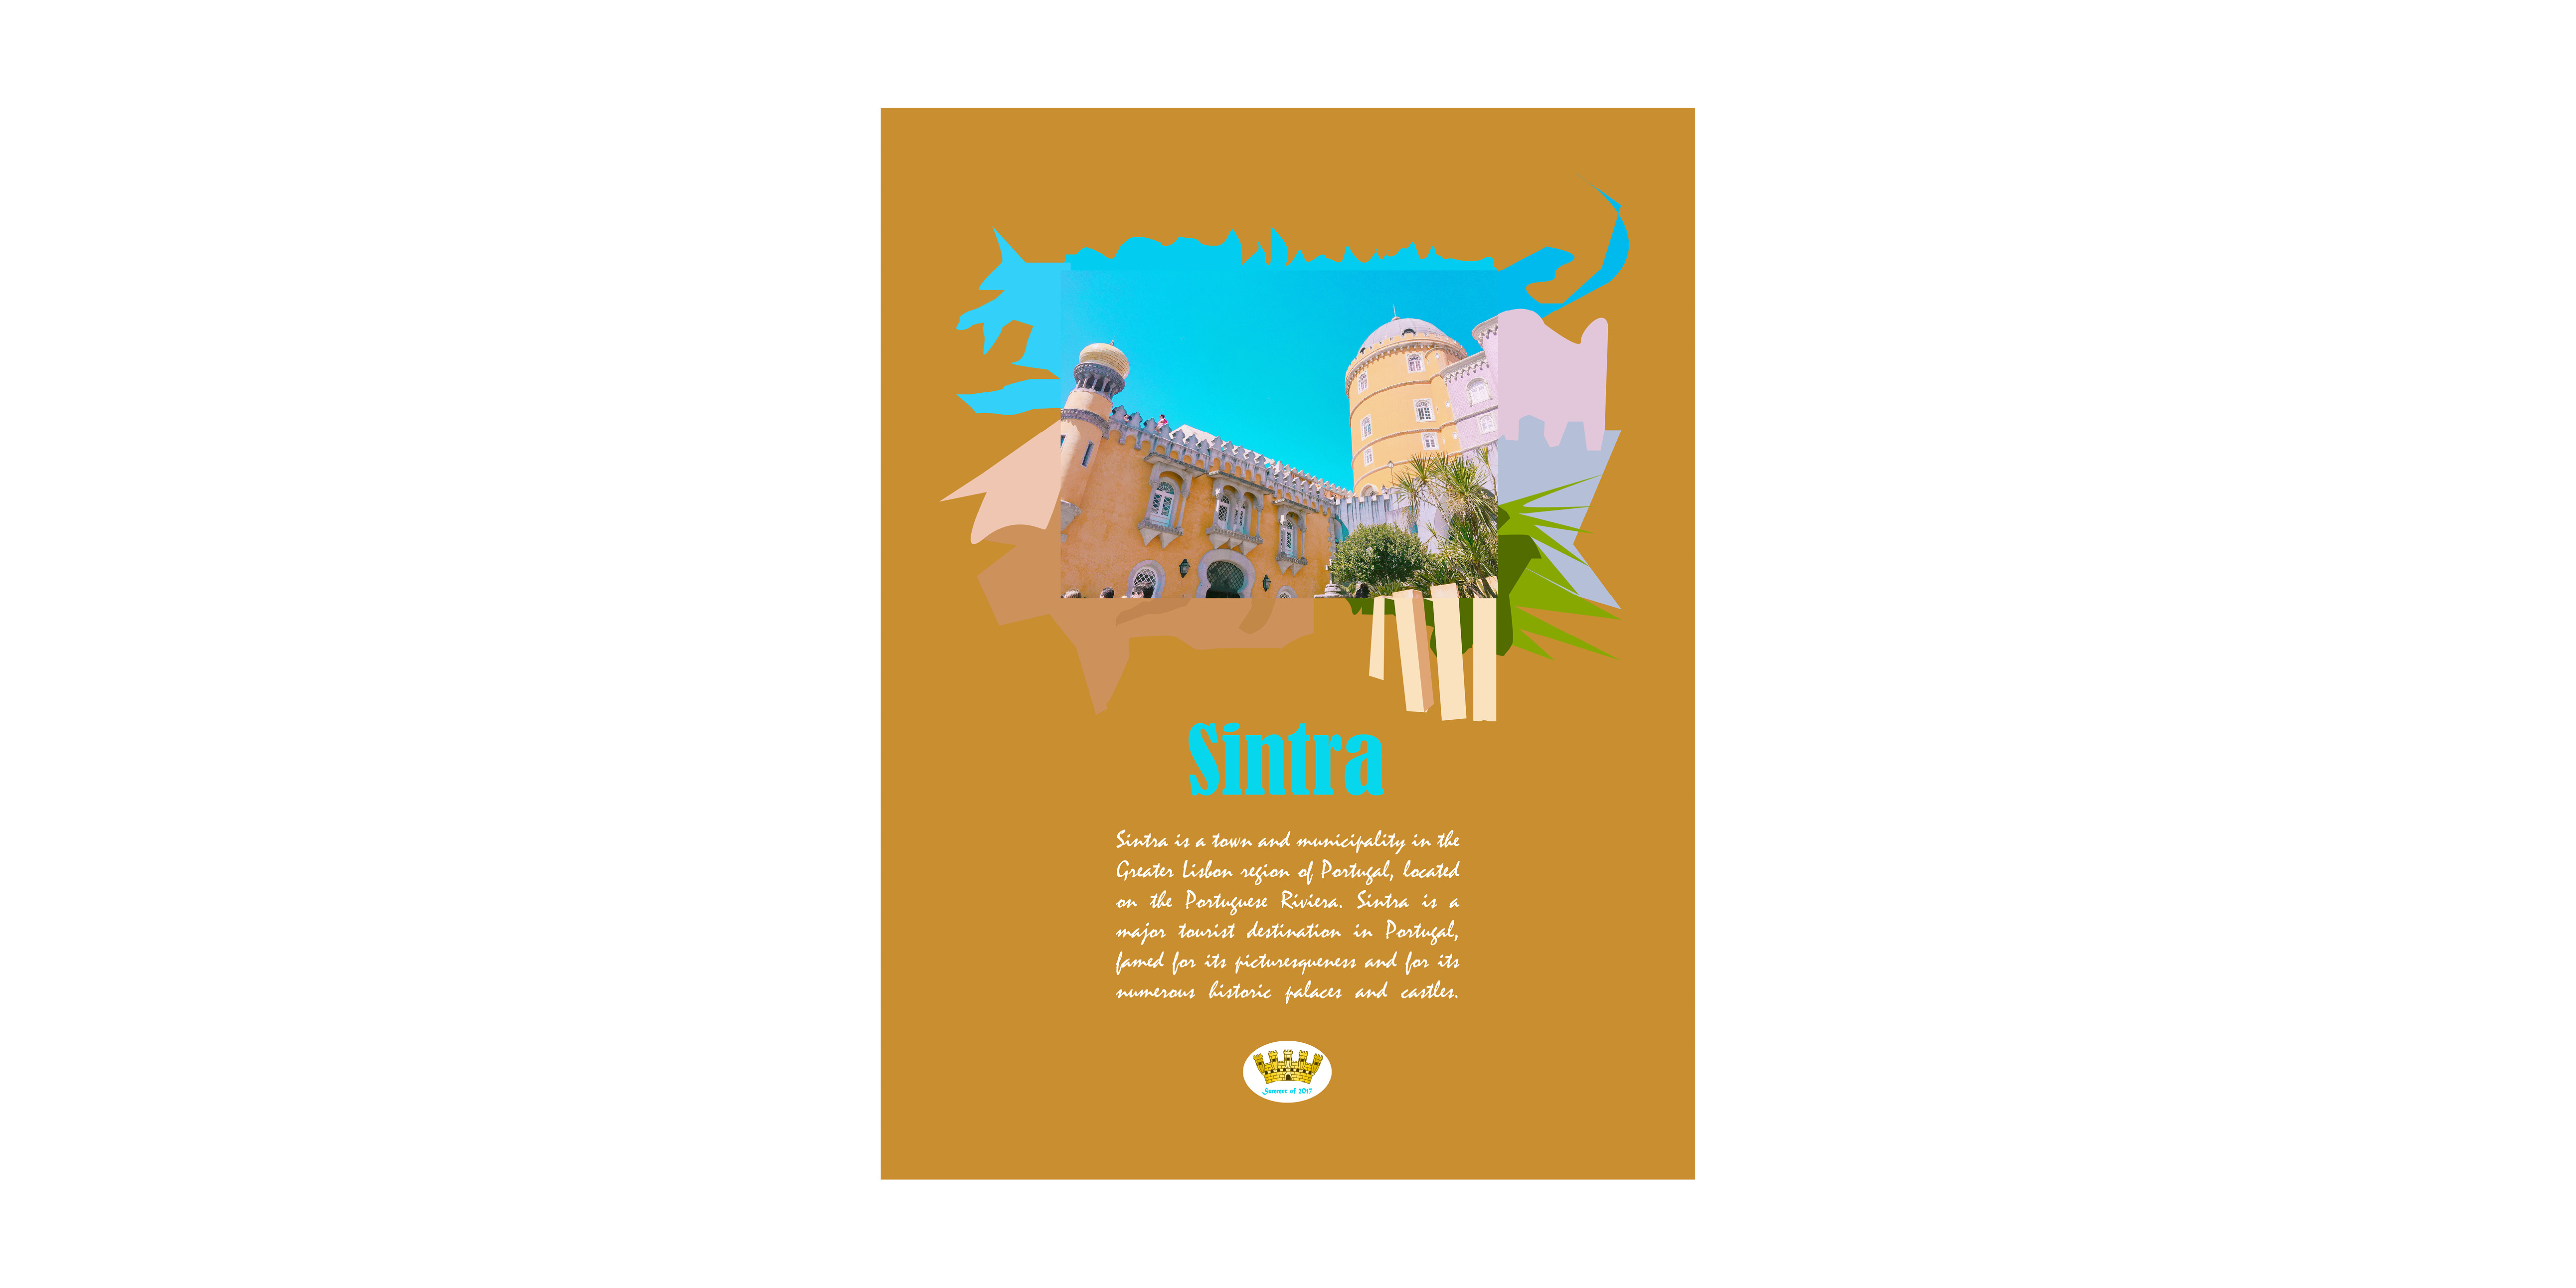 Sintra
Sintra is a town and municipality in the
Greater Lisbon region of Portugal, located
on the Portuguese Riviera. Sintra is a
major tourist destination in Portugal,
famed for its picturesqueness and for its
numerous historic palaces and castles.
Summer of 2017